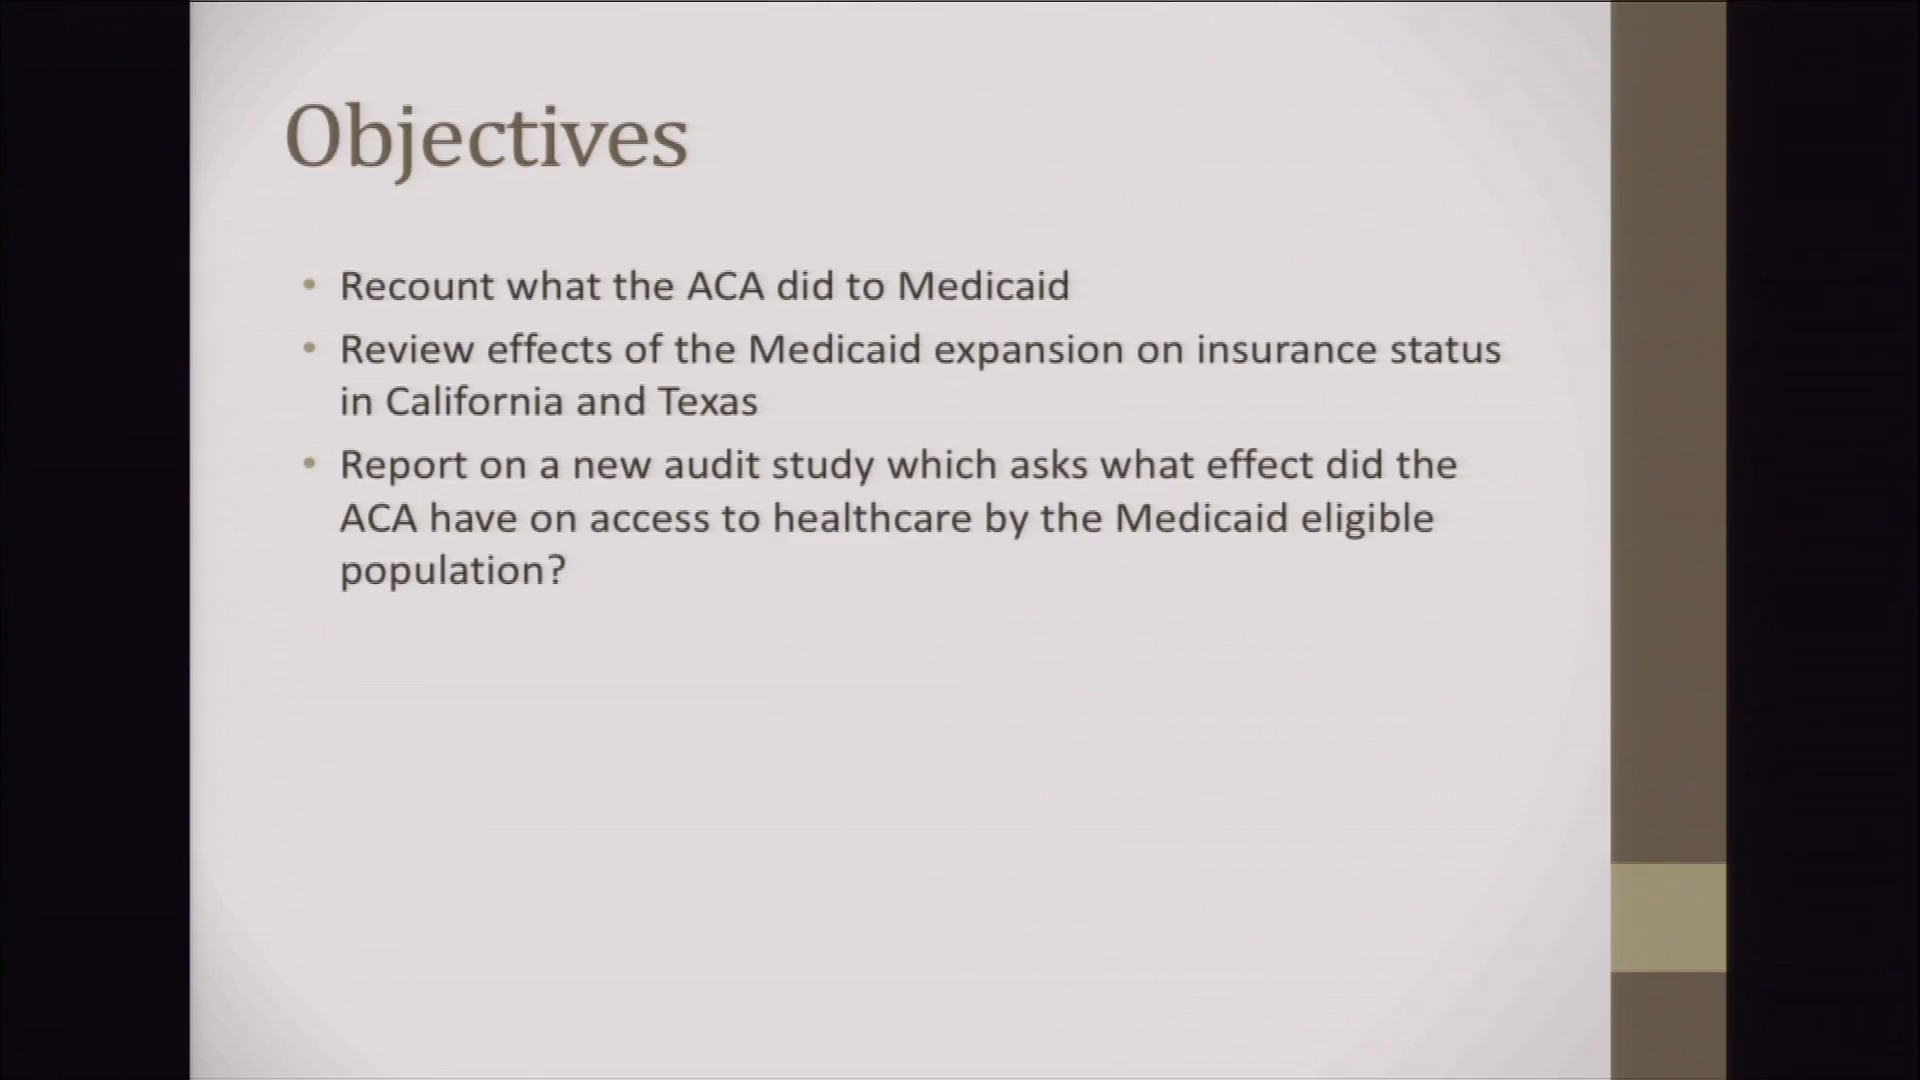 Objectives
• Recount what the ACA did to Medicaid
• Review effects of the Medicaid expansion on insurance status
in California and Texas
• Report on a new audit study which asks what effect did the
ACA have on access to healthcare by the Medicaid eligible
population?